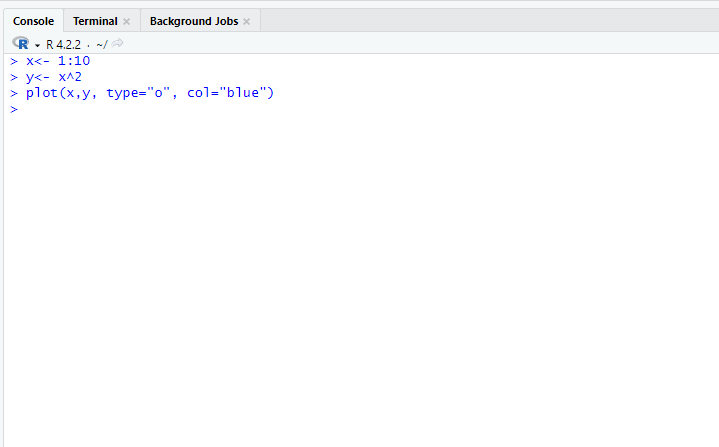 Console Terminal Background Jobs
R R 4.2.2 · ~/
> x<- 1:10
> y<- x^2
> plot(x,y, type="o", col="blue")
>